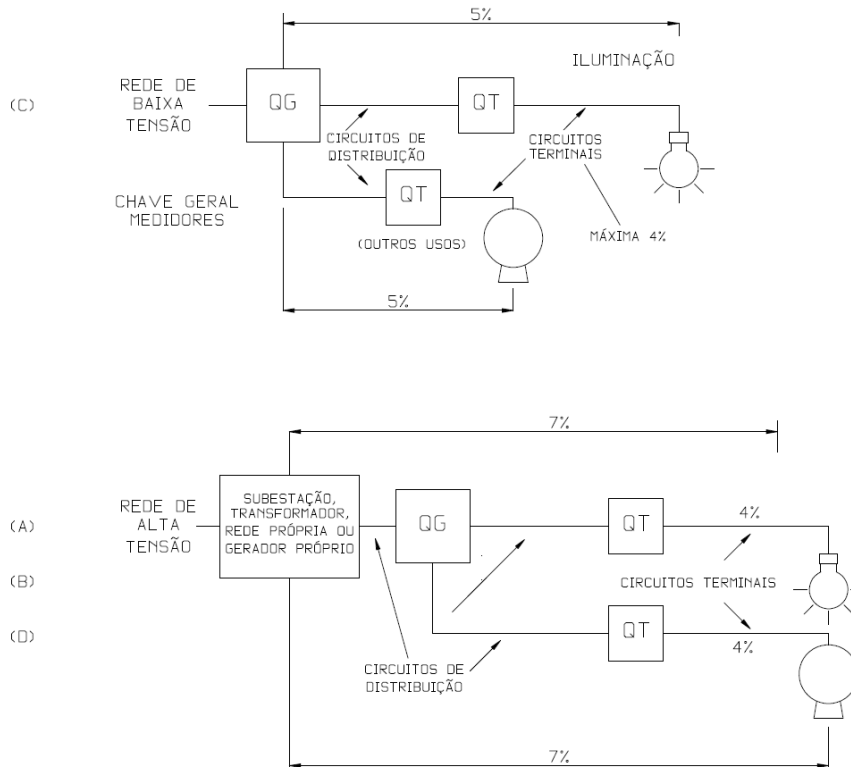 5%
ILUMINAÇÃO
(C)
REDE DE
BAIXA
TENSÃO
QG
QT
CIRCUITOS DE
DISTRIBUIÇÃO
CIRCUITOS
TERMINAIS
CHAVE GERAL
MEDIDORES
QT
(OUTROS USOS)
MÁXIMA 4%
5%
7%
(A)
(B)
(D)
REDE DE
ALTA
TENSÃO
SUBESTAÇÃO,
TRANSFORMADOR,
REDE PRÓPRIA OU
GERADOR PRÓPRIO
QG
QT
4%
CIRCUITOS TERMINAIS
QT
4%
CIRCUITOS DE
DISTRIBUIÇÃO
7%